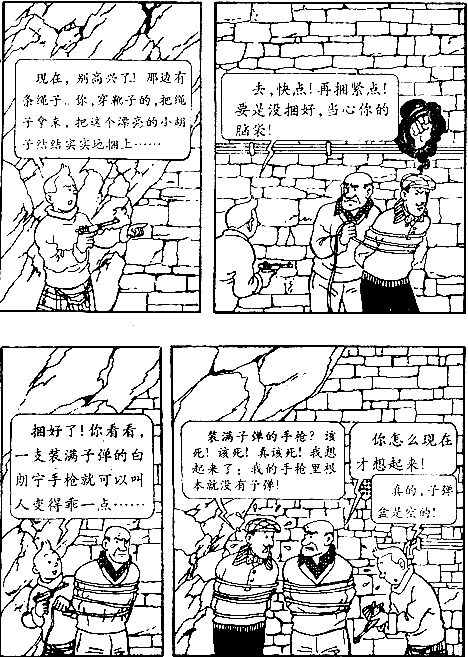 现在，别高兴了！那边有
条绳子．．你，穿靴子的，把绳
子拿来，把这个漂亮的小胡
子结结实实地捆上……
去，快点！再捆紧点！
要是没捆好，当心你的
脑袋！
捆好了！你看看，
一支装满子弹的白
朗宁手枪就可以叫
人变得乖一点……
装满子弹的手枪？该
死！该死！真该死！我想
起来了；我的手枪里根
本就没有子弹！
你怎么现在
才想起来！
真的，子弹
盒是空的！